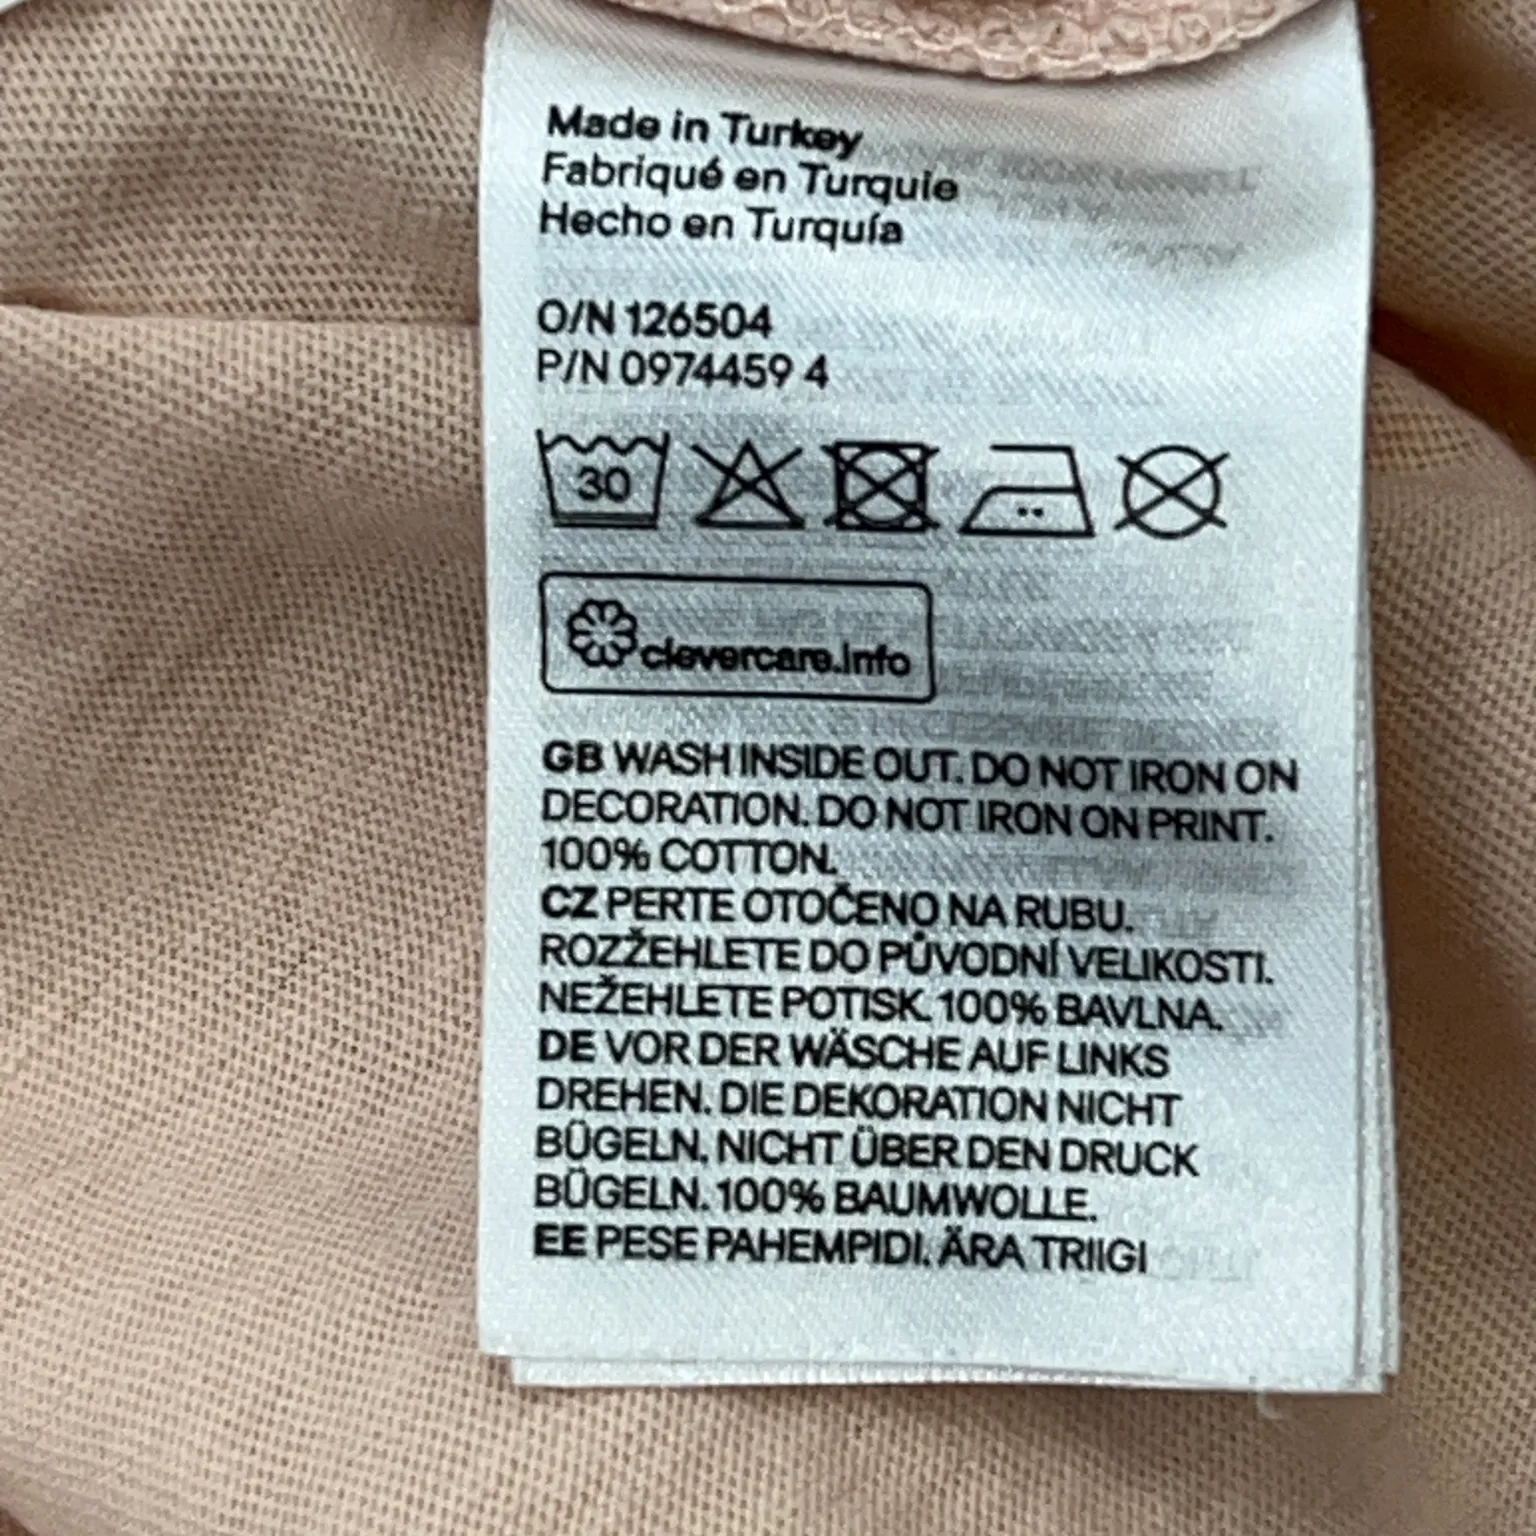 Made in Turkey
Fabriqué en Turquie
Hecho en Turquía
O/N 126504
P/N 0974459 4
30
clevercare.info
GB WASH INSIDE OUT. DO NOT IRON ON
DECORATION. DO NOT IRON ON PRINT.
100% COTTON.
CZ PERTE OTOČENO NA RUBU.
ROZŽEHLETE DO PŮVODNÍ VELIKOSTI.
NEŽEHLETE POTISK. 100% BAVLNA.
DE VOR DER WÄSCHE AUF LINKS
DREHEN. DIE DEKORATION NICHT
BÜGELN. NICHT ÜBER DEN DRUCK
BÜGELN. 100% BAUMWOLLE.
EE PESE PAHEMPIDI. ÄRA TRIIGI